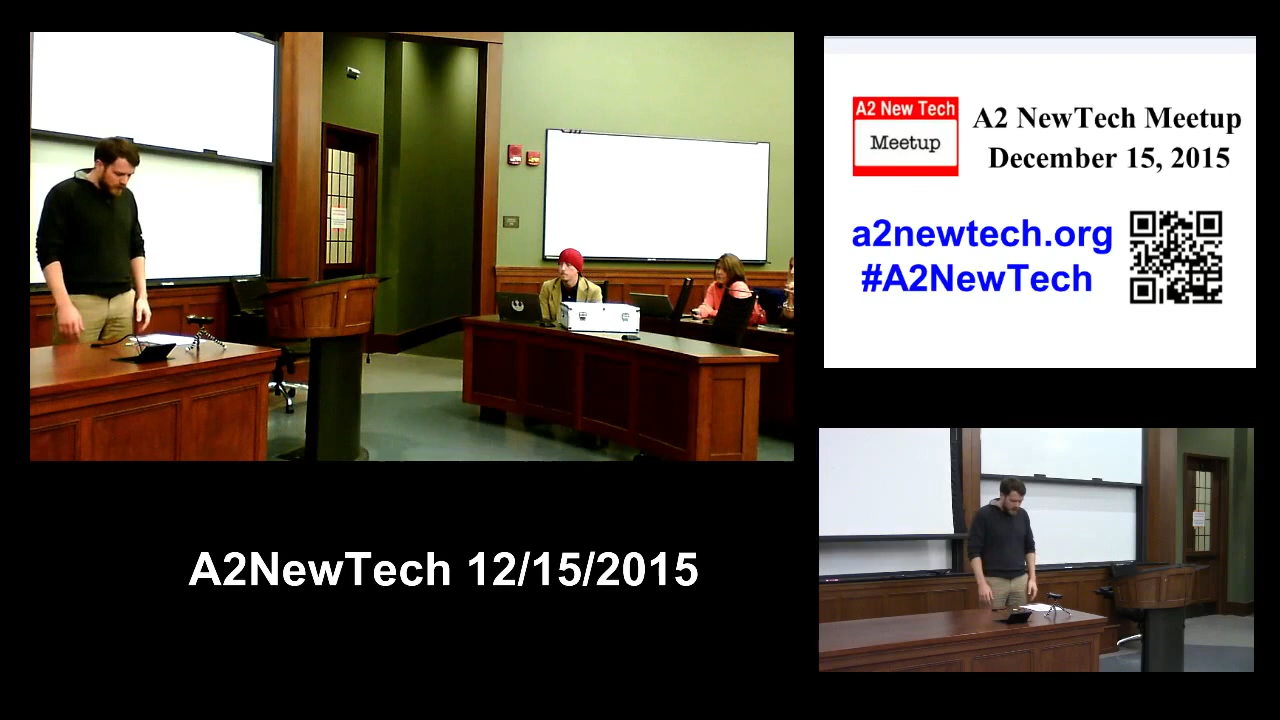 A2 New Tech
Meetup
A2 NewTech Meetup
December 15, 2015
a2newtech.org
#A2NewTech
A2NewTech 12/15/2015